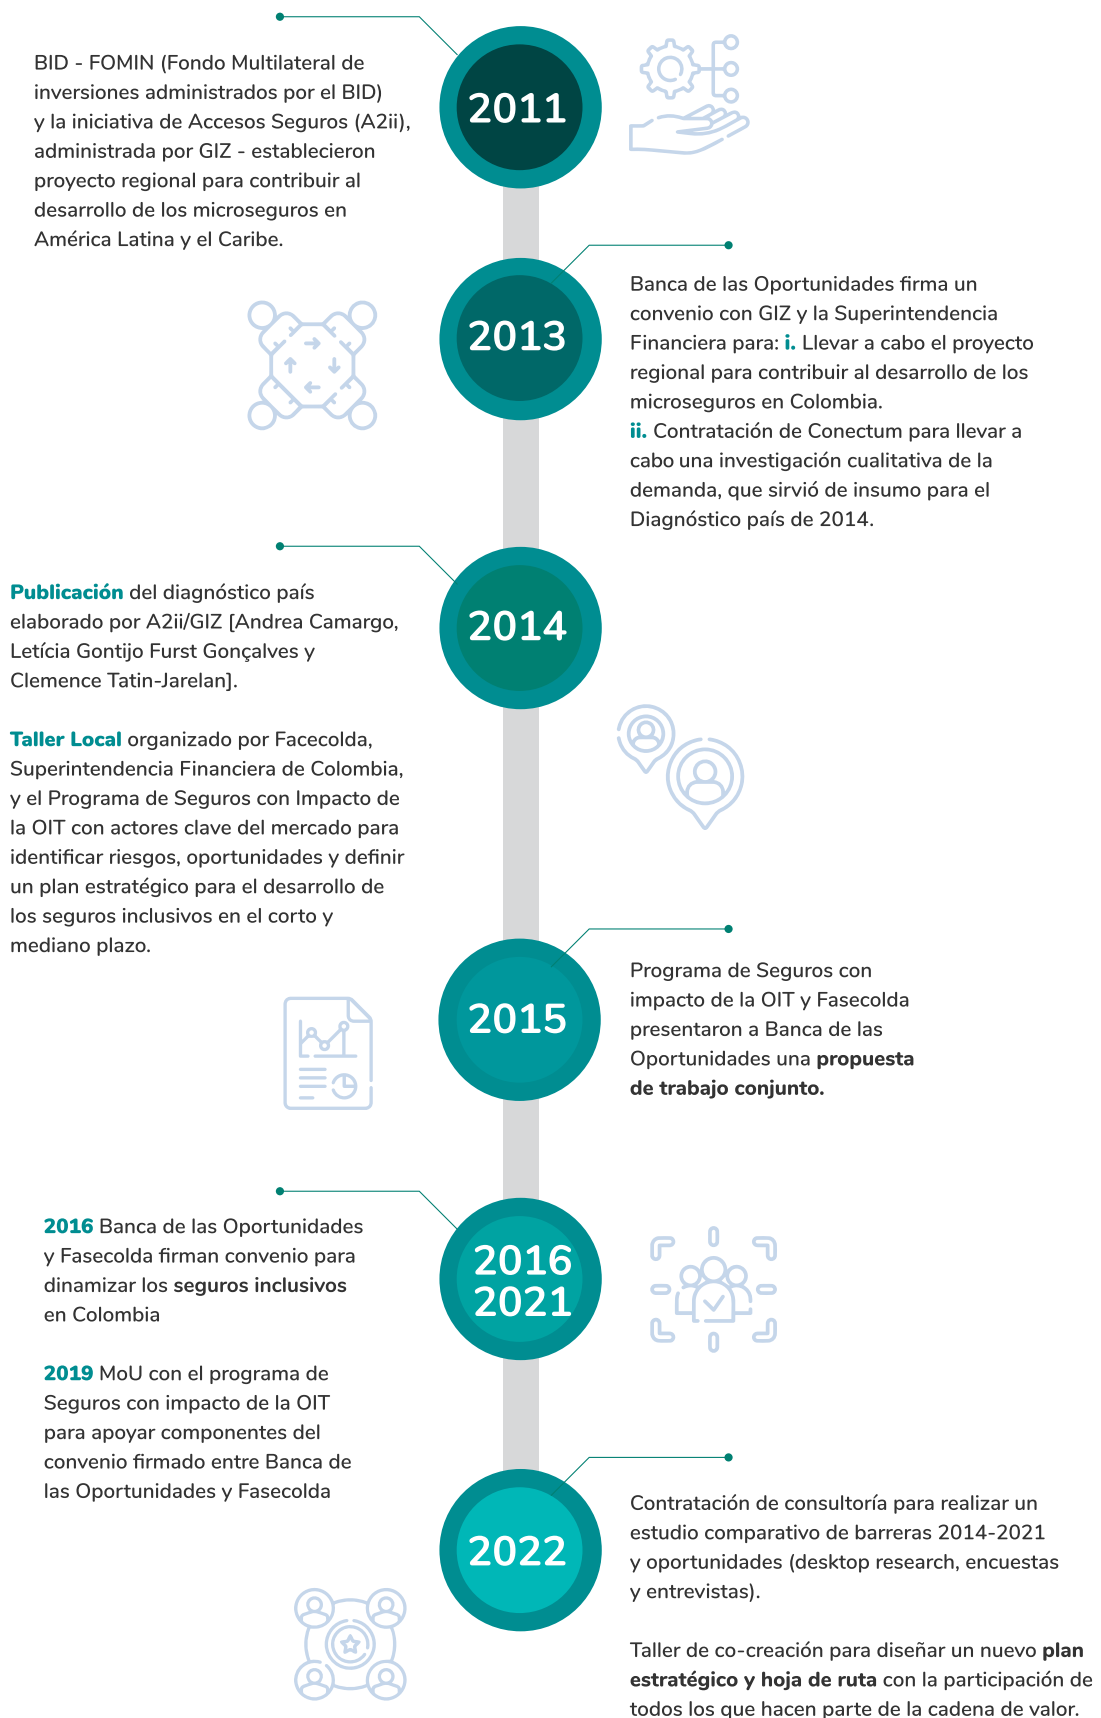 2011
BID - FOMIN (Fondo Multilateral de
inversiones administrados por el BID)
y la iniciativa de Accesos Seguros (A2ii),
administrada por GIZ - establecieron
proyecto regional para contribuir al
desarrollo de los microseguros en
América Latina y el Caribe.
2013
Banca de las Oportunidades firma un
convenio con GIZ y la Superintendencia
Financiera para: i. Llevar a cabo el proyecto
regional para contribuir al desarrollo de los
microseguros en Colombia.
ii. Contratación de Conectum para llevar a
cabo una investigación cualitativa de la
demanda, que sirvió de insumo para el
Diagnóstico país de 2014.
2014
Publicación del diagnóstico país
elaborado por A2ii/GIZ [Andrea Camargo,
Letícia Gontijo Furst Gonçalves y
Clemence Tatin-Jarelan].
Taller Local organizado por Facecolda,
Superintendencia Financiera de Colombia,
y el Programa de Seguros con Impacto de
la OIT con actores clave del mercado para
identificar riesgos, oportunidades y definir
un plan estratégico para el desarrollo de
los seguros inclusivos en el corto y
mediano plazo.
2015
Programa de Seguros con
impacto de la OIT y Fasecolda
presentaron a Banca de las
Oportunidades una propuesta
de trabajo conjunto.
2016
2021
2016 Banca de las Oportunidades
y Fasecolda firman convenio para
dinamizar los seguros inclusivos
en Colombia
2019 MoU con el programa de
Seguros con impacto de la OIT
para apoyar componentes del
convenio firmado entre Banca de
las Oportunidades y Fasecolda
2022
Contratación de consultoría para realizar un
estudio comparativo de barreras 2014-2021
y oportunidades (desktop research, encuestas
y entrevistas).
Taller de co-creación para diseñar un nuevo plan
estratégico y hoja de ruta con la participación de
todos los que hacen parte de la cadena de valor.